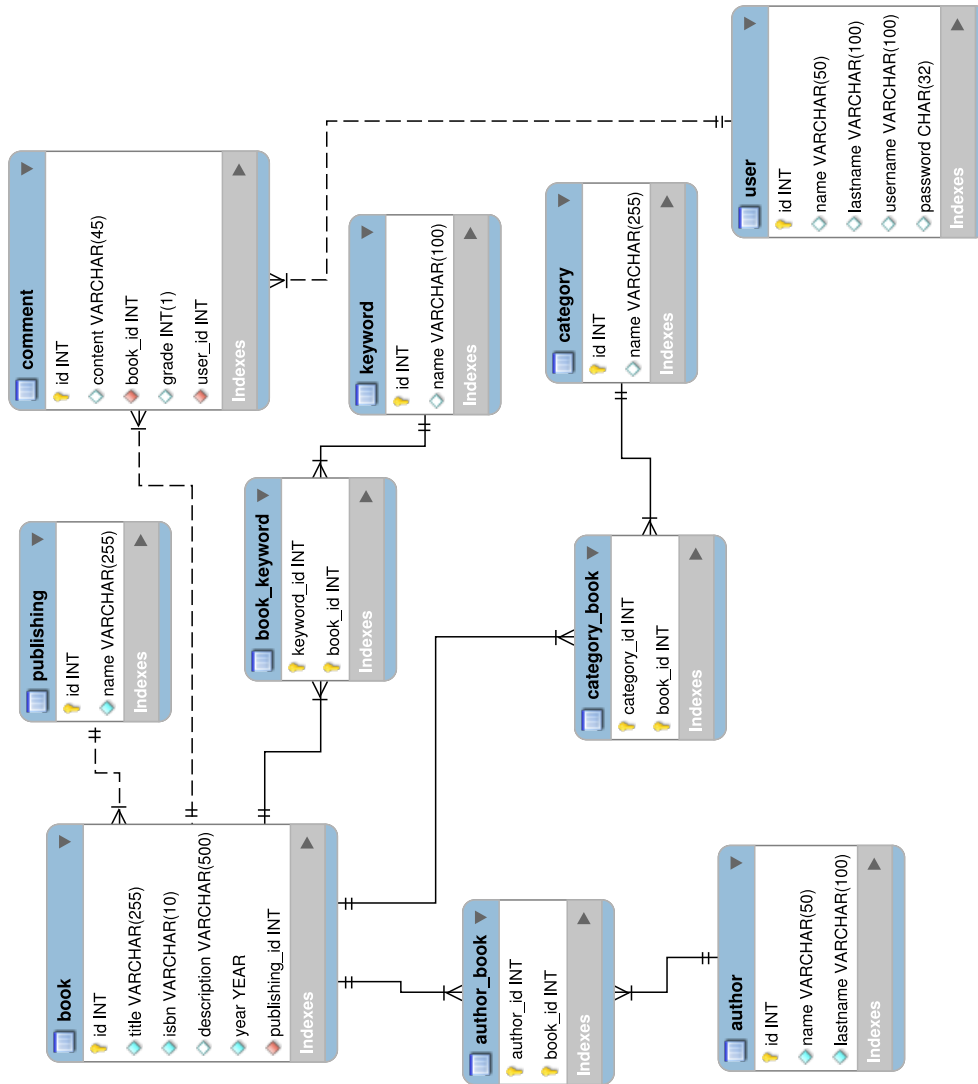 book
id INT
title VARCHAR(255)
isbn VARCHAR(10)
description VARCHAR(500)
year YEAR
publishing_id INT
Indexes
publishing
id INT
name VARCHAR(255)
Indexes
comment
id INT
content VARCHAR(45)
book_id INT
grade INT(1)
user_id INT
Indexes
book_keyword
keyword_id INT
book_id INT
Indexes
keyword
id INT
name VARCHAR(100)
Indexes
author_book
author_id INT
book_id INT
Indexes
category_book
category_id INT
book_id INT
Indexes
category
id INT
name VARCHAR(255)
Indexes
author
id INT
name VARCHAR(50)
lastname VARCHAR(100)
Indexes
user
id INT
name VARCHAR(50)
lastname VARCHAR(100)
username VARCHAR(100)
password CHAR(32)
Indexes